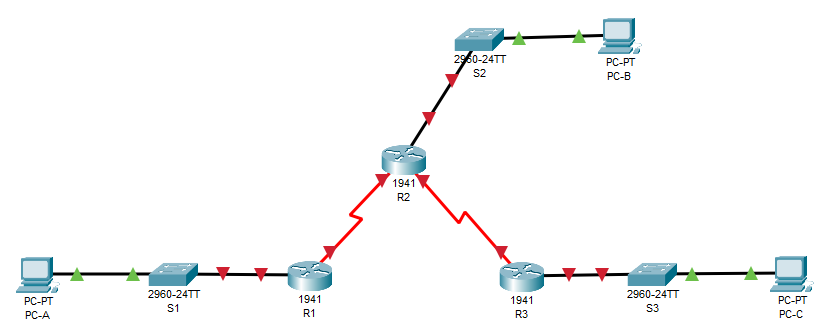 2960-24TT
S2
PC-PT
PC-B
1941
R2
PC-PT
PC-A
2960-24TT
S1
1941
R1
1941
R3
2960-24TT
S3
PC-PT
PC-C